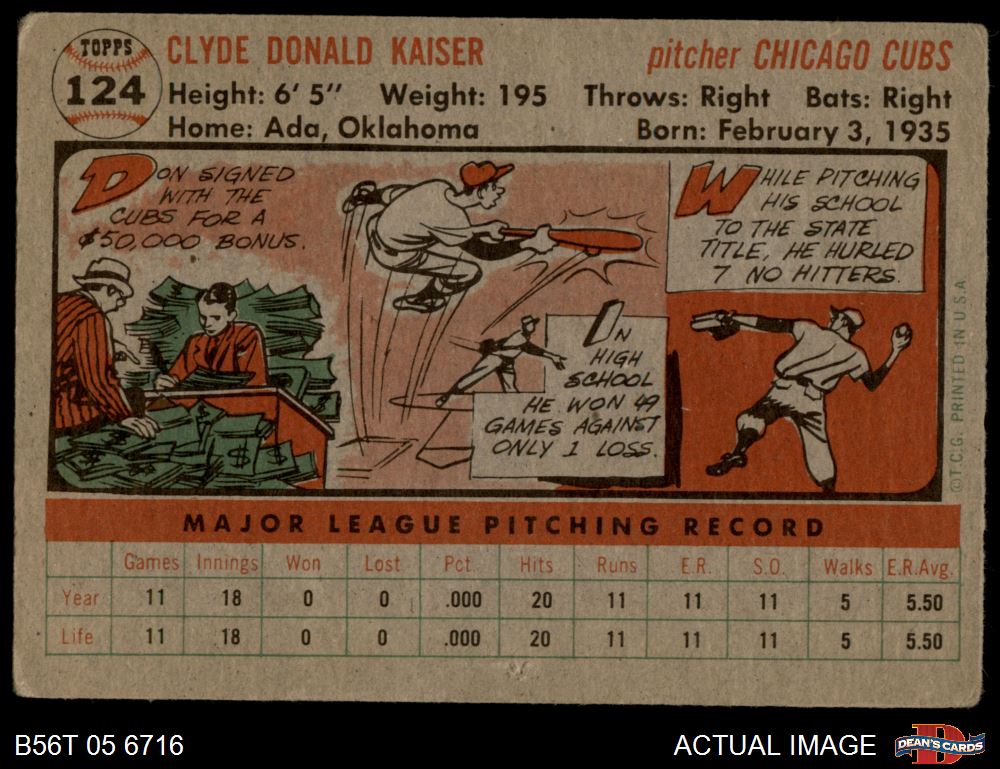 TOPPS
124
CLYDE DONALD KAISER
pitcher CHICAGO CUBS
Height: 6' 5" Weight: 195 Throws: Right Bats: Right
Home: Ada, Oklahoma Born: February 3, 1935
DON SIGNED
WITH THE
CUBS FOR A
$50,000 BONUS.
IN
HIGH
SCHOOL
HE WON 49
GAMES AGAINST
ONLY 1 LOSS.
WHILE PITCHING
HIS SCHOOL
TO THE STATE
TITLE, HE HURLED
7 NO HITTERS.
©T.C.G. PRINTED IN U.S.A
MAJOR LEAGUE PITCHING RECORD
Games Innings Won Lost Pct. Hits Runs E.R. S.O. Walks E.R.Avg.
Year 11 18 0 0 .000 20 11 11 11 5 5.50
Life 11 18 0 0 .000 20 11 11 11 5 5.50
B56T 05 6716
ACTUAL IMAGE
D
DEAN'S CARDS